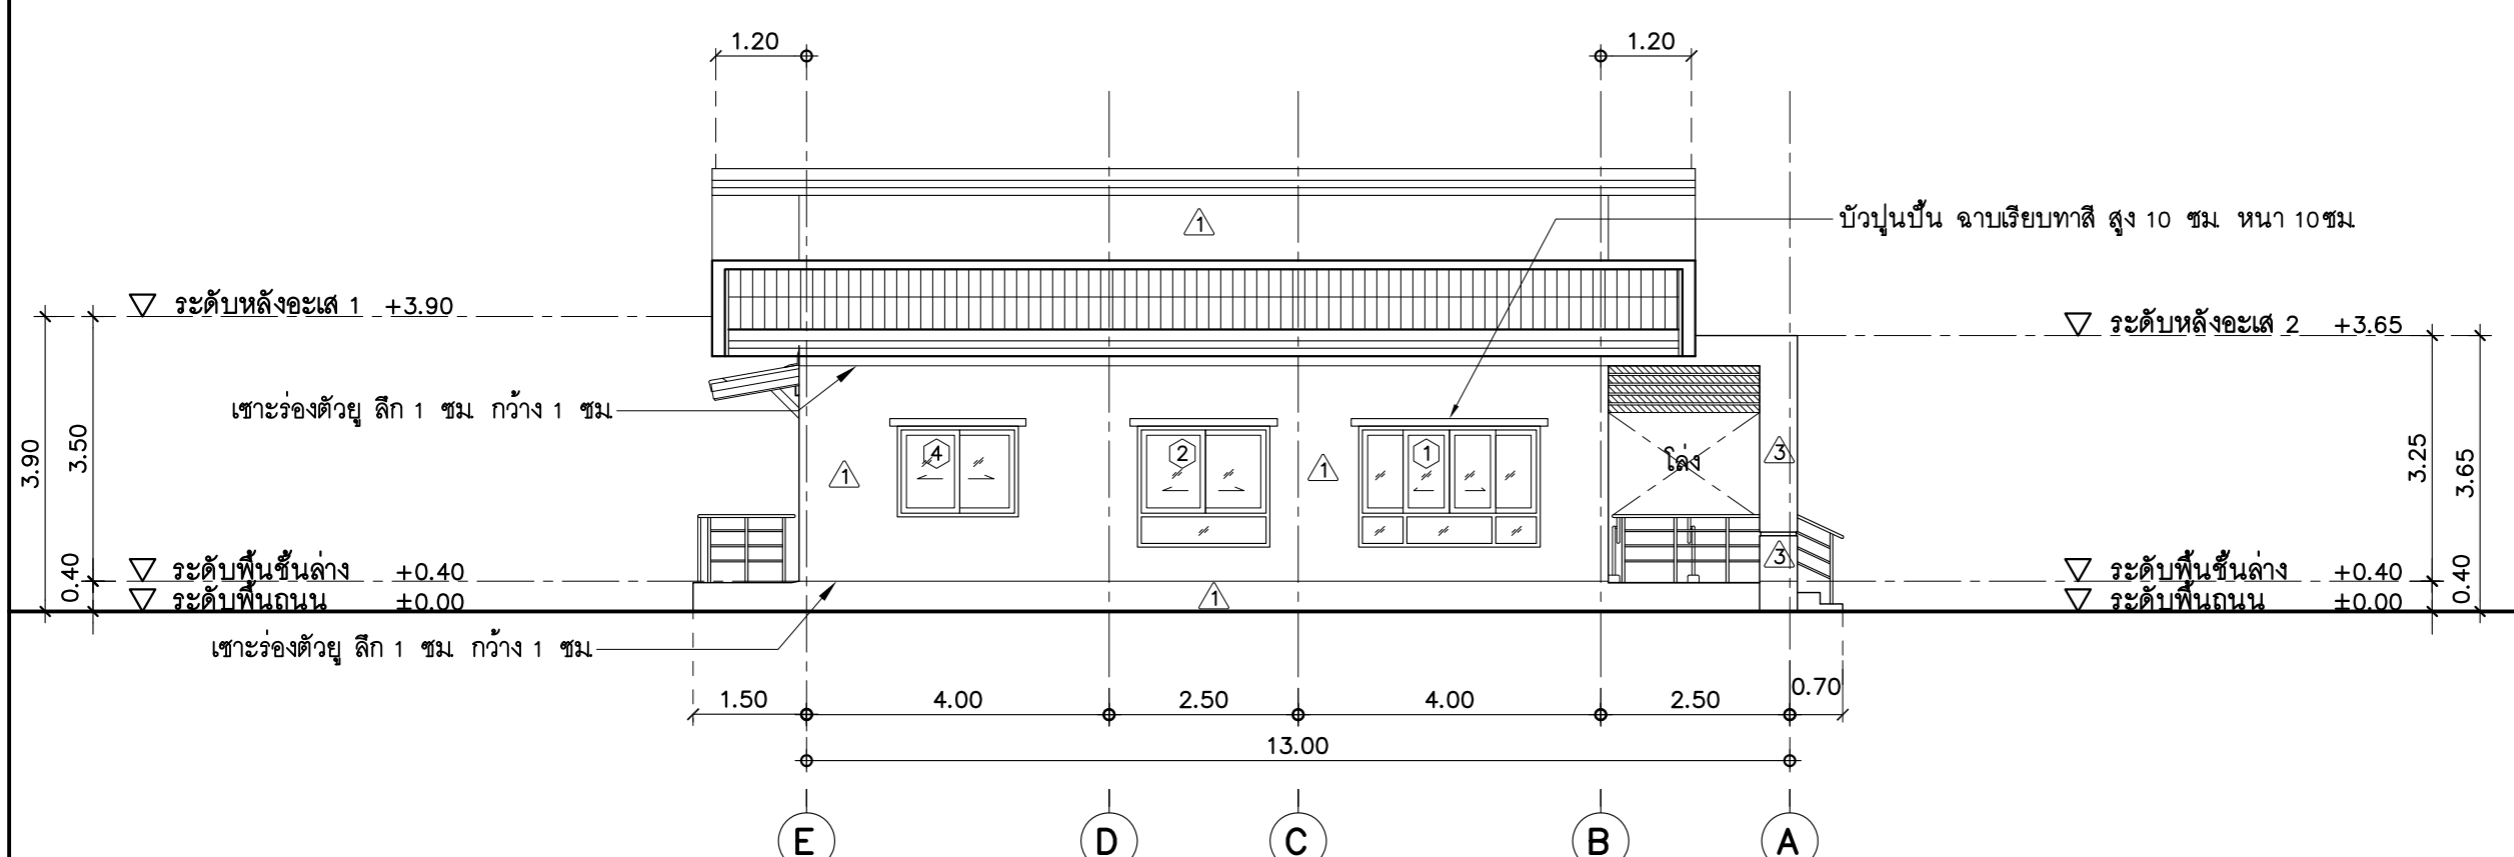 1.20 1.20
1
บัวปูนปั้น ฉาบเรียบทาสี สูง 10 ซม. หนา 10ซม.
ระดับหลังอะเส 1 +3.90
ระดับหลังอะเส 2 +3.65
เซาะร่องตัวยู ลึก 1 ซม. กว้าง 1 ซม.
3.90 3.50 1 4 2 1 1 โล่ง 3 3.25 3.65
0.40 3 0.40
ระดับพื้นชั้นล่าง +0.40 ระดับพื้นชั้นล่าง +0.40
ระดับพื้นถนน ±0.00 1 ระดับพื้นถนน ±0.00
เซาะร่องตัวยู ลึก 1 ซม. กว้าง 1 ซม.
1.50 4.00 2.50 4.00 2.50 0.70
13.00
E D C B A